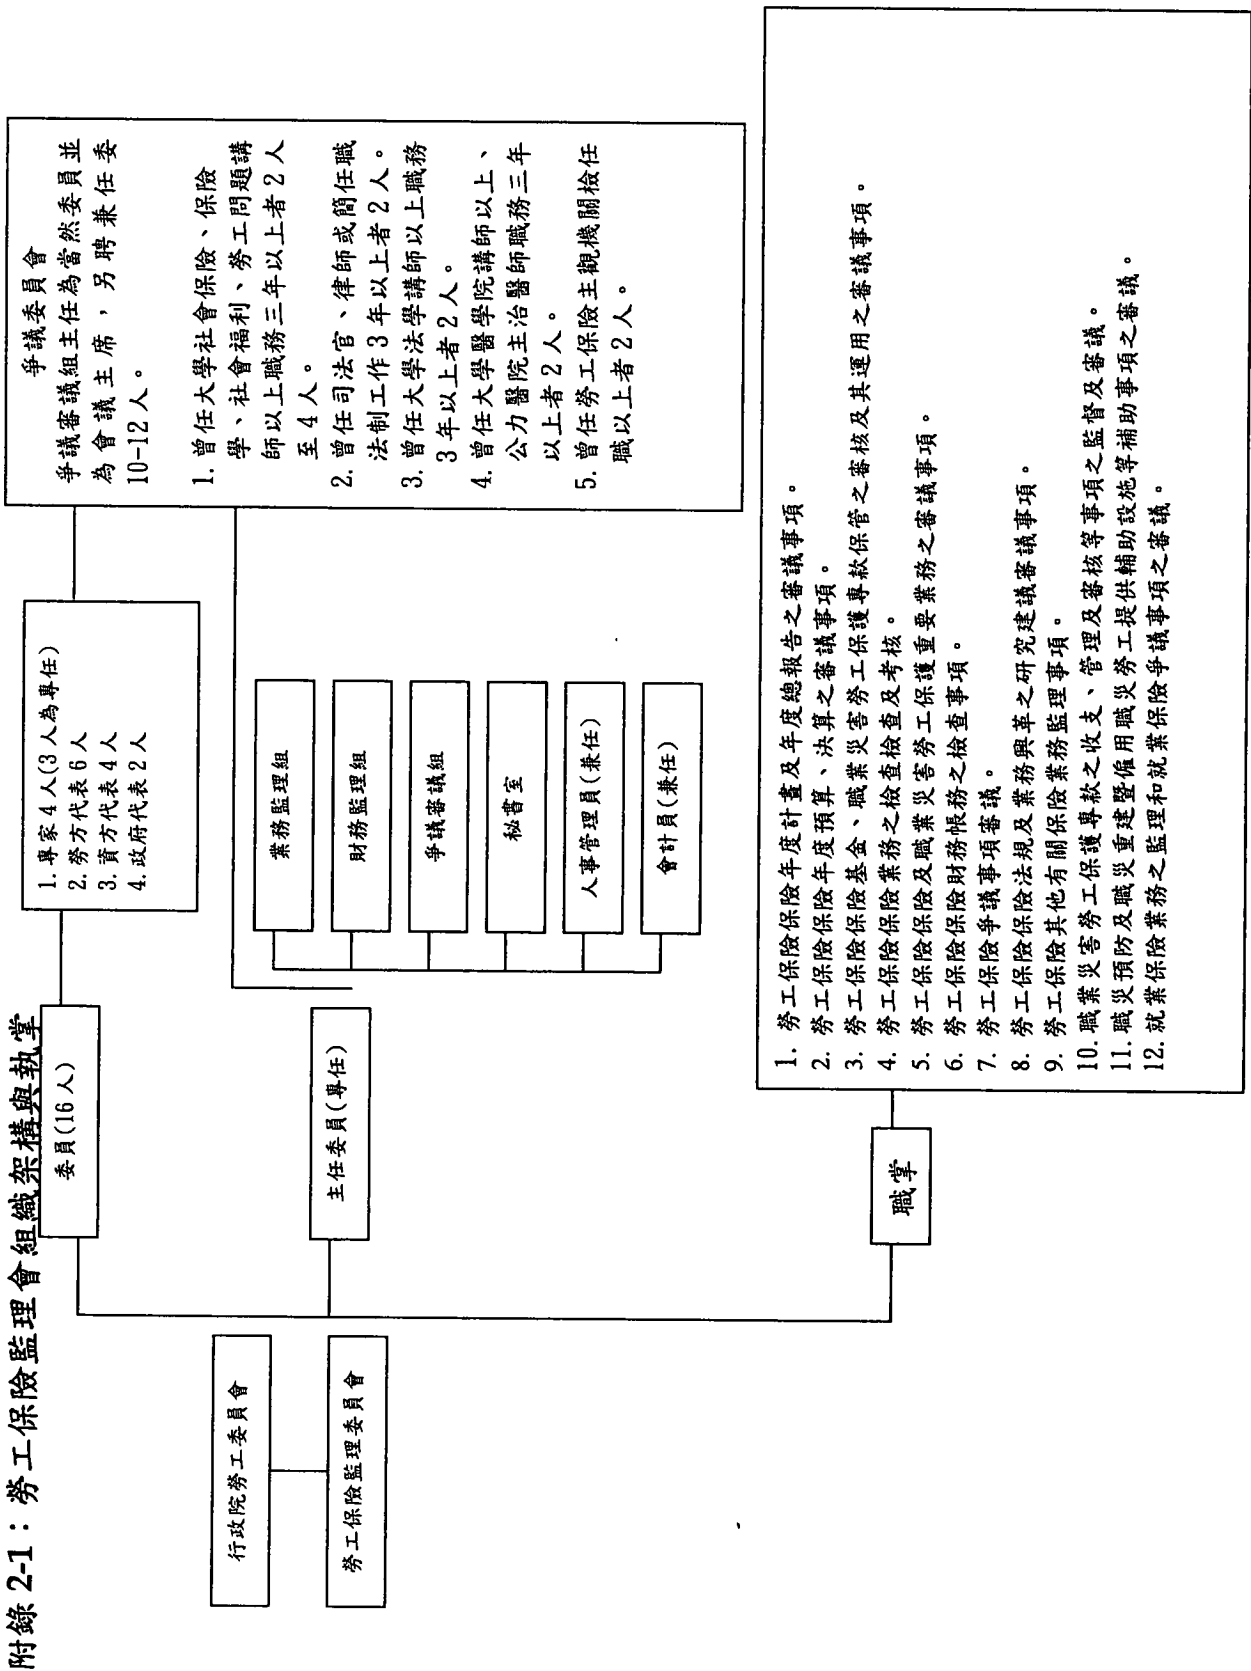 附錄 2-1：勞工保險監理會組織架構與執掌
行政院勞工委員會
勞工保險監理委員會
委員(16人)
主任委員(專任)
職掌
1.專家4人(3人為專任)
2.勞方代表6人
3.資方代表4人
4.政府代表2人
業務監理組
財務監理組
爭議審議組
秘書室
人事管理員(兼任)
會計員(兼任)
爭議委員會
爭議審議組主任為當然委員並
為會議主席，另聘兼任委
10-12人。
1.曾任大學社會保險、保險
學、社會福利、勞工問題講
師以上職務三年以上者2人
至4人。
2.曾任司法官、律師或簡任職
法制工作3年以上者2人。
3.曾任大學法學講師以上職務
3年以上者2人。
4.曾任大學醫學院講師以上、
公力醫院主治醫師職務三年
以上者2人。
5.曾任勞工保險主觀機關檢任
職以上者2人。
1. 勞工保險保險年度計畫及年度總報告之審議事項。
2. 勞工保險保險年度預算、決算之審議事項。
3. 勞工保險保險基金、職業災害勞工保護專款保管之審核及其運用之審議事項。
4. 勞工保險保險業務之檢查檢查及考核。
5. 勞工保險保險及職業災害勞工保護重要業務之審議事項。
6. 勞工保險保險財務帳務之檢查事項。
7. 勞工保險爭議事項審議。
8. 勞工保險保險法規及業務興革之研究建議審議事項。
9. 勞工保險其他有關保險業務監理事項。
10.職業災害勞工保護專款之收支、管理及審核等事項之監督及審議。
11.職災預防及職災重建暨僱用職災勞工提供輔助設施等補助事項之審議。
12.就業保險業務之監理和就業保險爭議事項之審議。